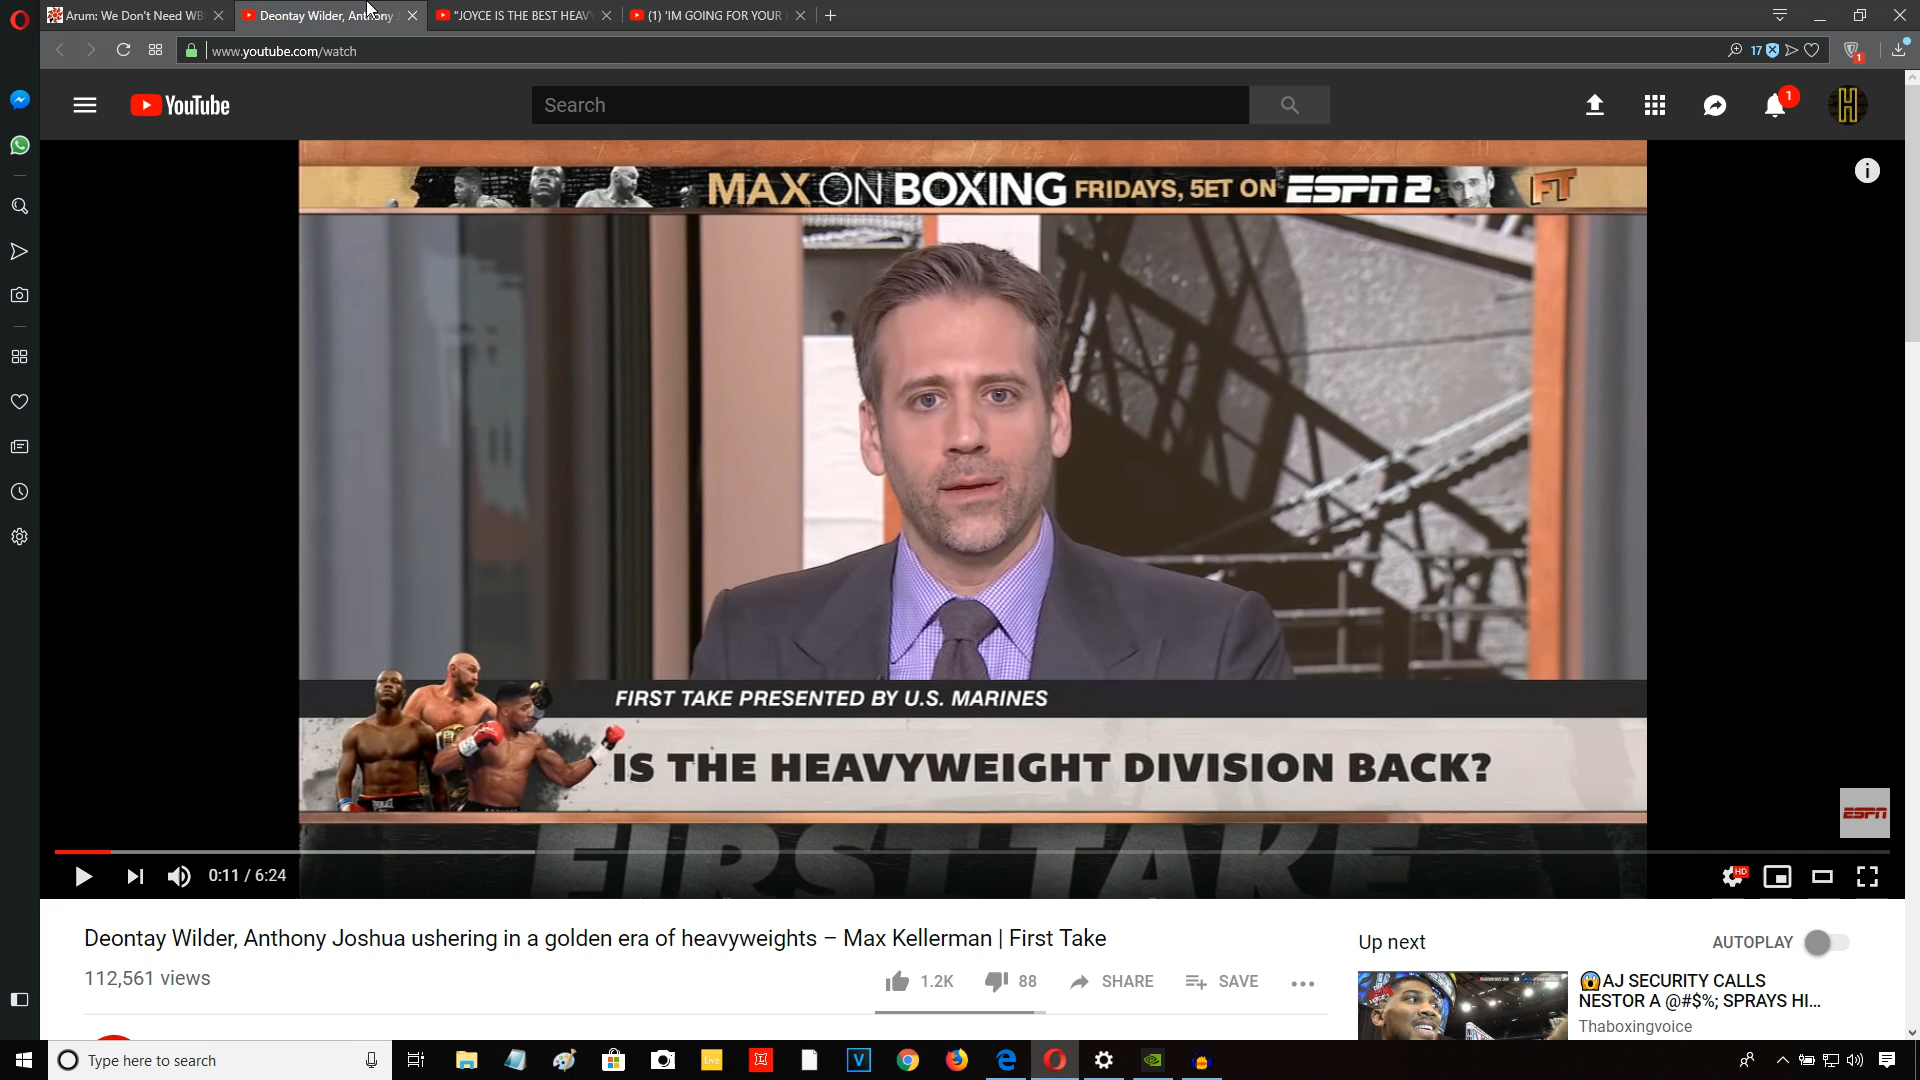 Arum: We Don't Need WB
Deontay Wilder, Anthony J
"JOYCE IS THE BEST HEAV
(1) 'IM GOING FOR YOUR
www.youtube.com/watch
17
1
YouTube
Search
1
H
MAX ON BOXING FRIDAYS, 5ET ON ESPN 2
FT
FIRST TAKE PRESENTED BY U.S. MARINES
IS THE HEAVYWEIGHT DIVISION BACK?
ESPN
FIRST TAKE
0:11 / 6:24
HD
Deontay Wilder, Anthony Joshua ushering in a golden era of heavyweights – Max Kellerman | First Take
112,561 views
1.2K
88
SHARE
SAVE
Up next
AUTOPLAY
😱AJ SECURITY CALLS
NESTOR A @#$%; SPRAYS HI...
Thaboxingvoice
Type here to search